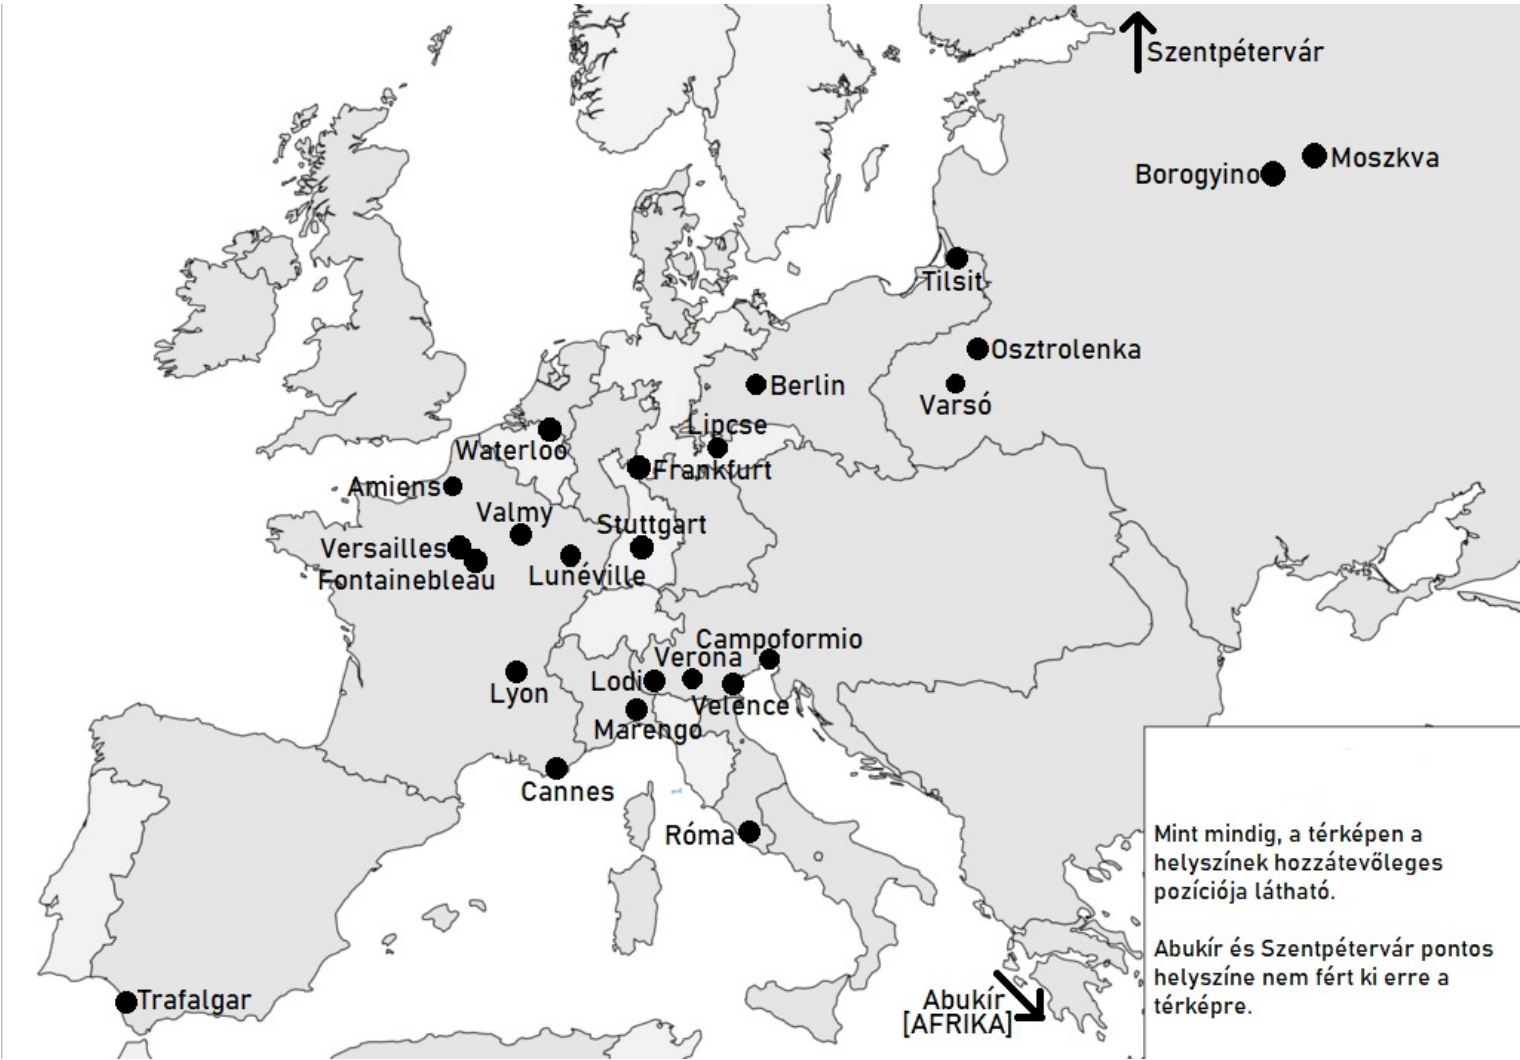 Szentpétervár
Moszkva
Borogyino
Tilsit
Osztrolenka
Berlin
Varsó
Lipcse
Waterloo
Frankfurt
Amiens
Valmy
Stuttgart
Versailles
Fontainebleau
Lunéville
Campoformio
Verona
Lodi
Lyon
Velence
Marengo
Cannes
Róma
Mint mindig, a térképen a
helyszínek hozzátevőleges
pozíciója látható.
Abukír és Szentpétervár pontos
helyszíne nem fért ki erre a
térképre.
Trafalgar
Abukír
[AFRIKA]